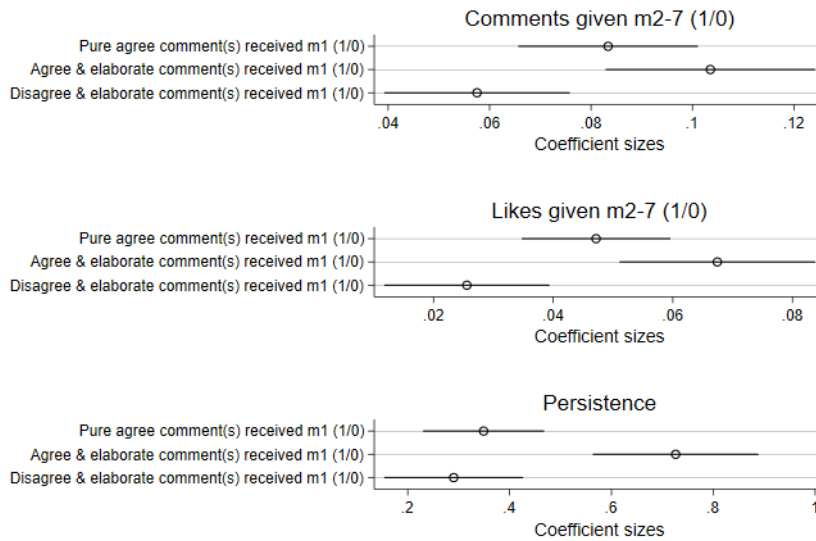 Comments given m2-7 (1/0)
Pure agree comment(s) received m1 (1/0)
Agree & elaborate comment(s) received m1 (1/0)
Disagree & elaborate comment(s) received m1 (1/0)
.04 .06 .08 .1 .12
Coefficient sizes
Likes given m2-7 (1/0)
Pure agree comment(s) received m1 (1/0)
Agree & elaborate comment(s) received m1 (1/0)
Disagree & elaborate comment(s) received m1 (1/0)
.02 .04 .06 .08
Coefficient sizes
Persistence
Pure agree comment(s) received m1 (1/0)
Agree & elaborate comment(s) received m1 (1/0)
Disagree & elaborate comment(s) received m1 (1/0)
.2 .4 .6 .8 1
Coefficient sizes